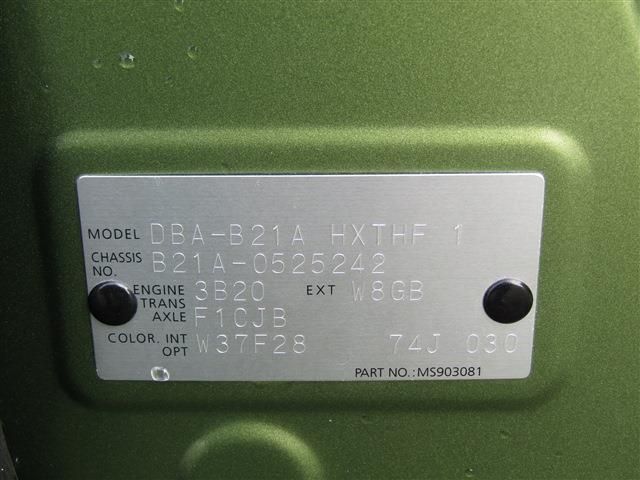 MODEL DBA-B21A HXTHF 1
CHASSIS NO. B21A-0525242
ENGINE 3B20 EXT W8GB
TRANS AXLE F1CJB
COLOR. INT OPT W37F28 74J 030
PART NO.:MS903081